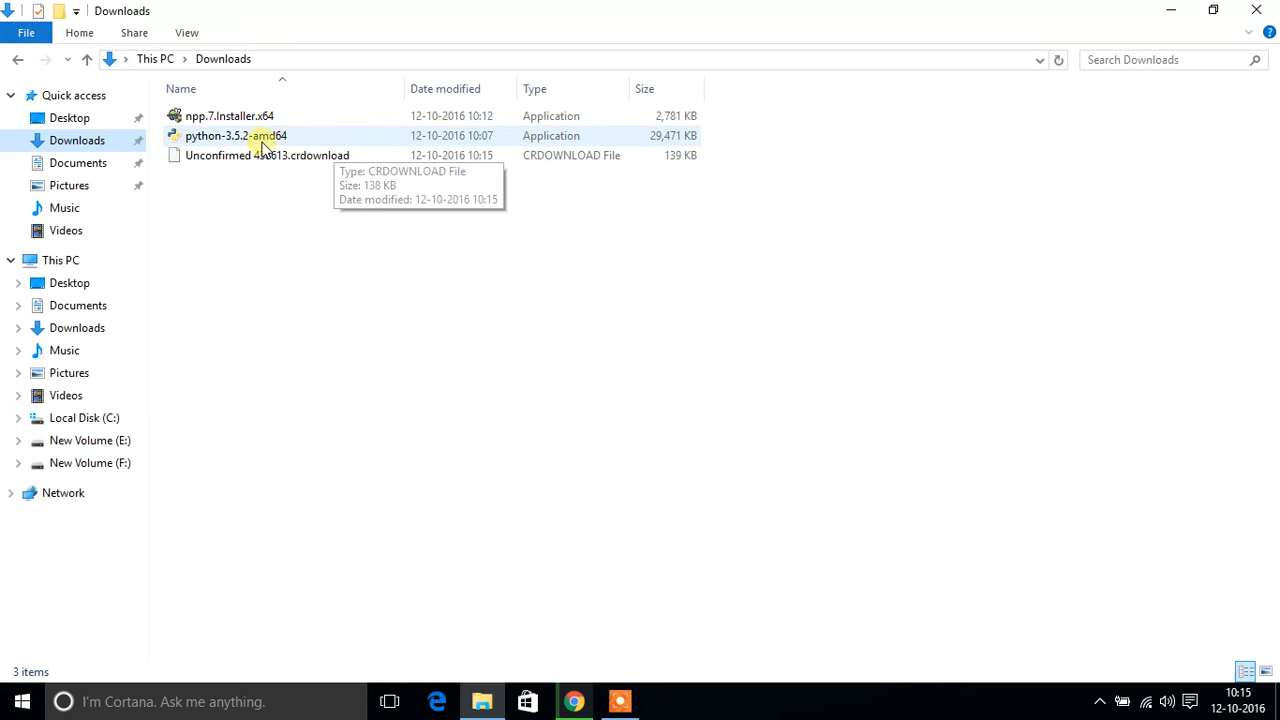 Downloads
File Home Share View
This PC Downloads Search Downloads
Name Date modified Type Size
Quick access
Desktop
Downloads
Documents
Pictures
Music
Videos
This PC
Desktop
Documents
Downloads
Music
Pictures
Videos
Local Disk (C:)
New Volume (E:)
New Volume (F:)
Network
npp.7.Installer.x64 12-10-2016 10:12 Application 2,781 KB
python-3.5.2-amd64 12-10-2016 10:07 Application 29,471 KB
Unconfirmed 12-10-2016 10:15 CRDOWNLOAD File 139 KB
Type: CRDOWNLOAD File
Size: 138 KB
Date modified: 12-10-2016 10:15
3 items
I'm Cortana. Ask me anything.
10:15
12-10-2016